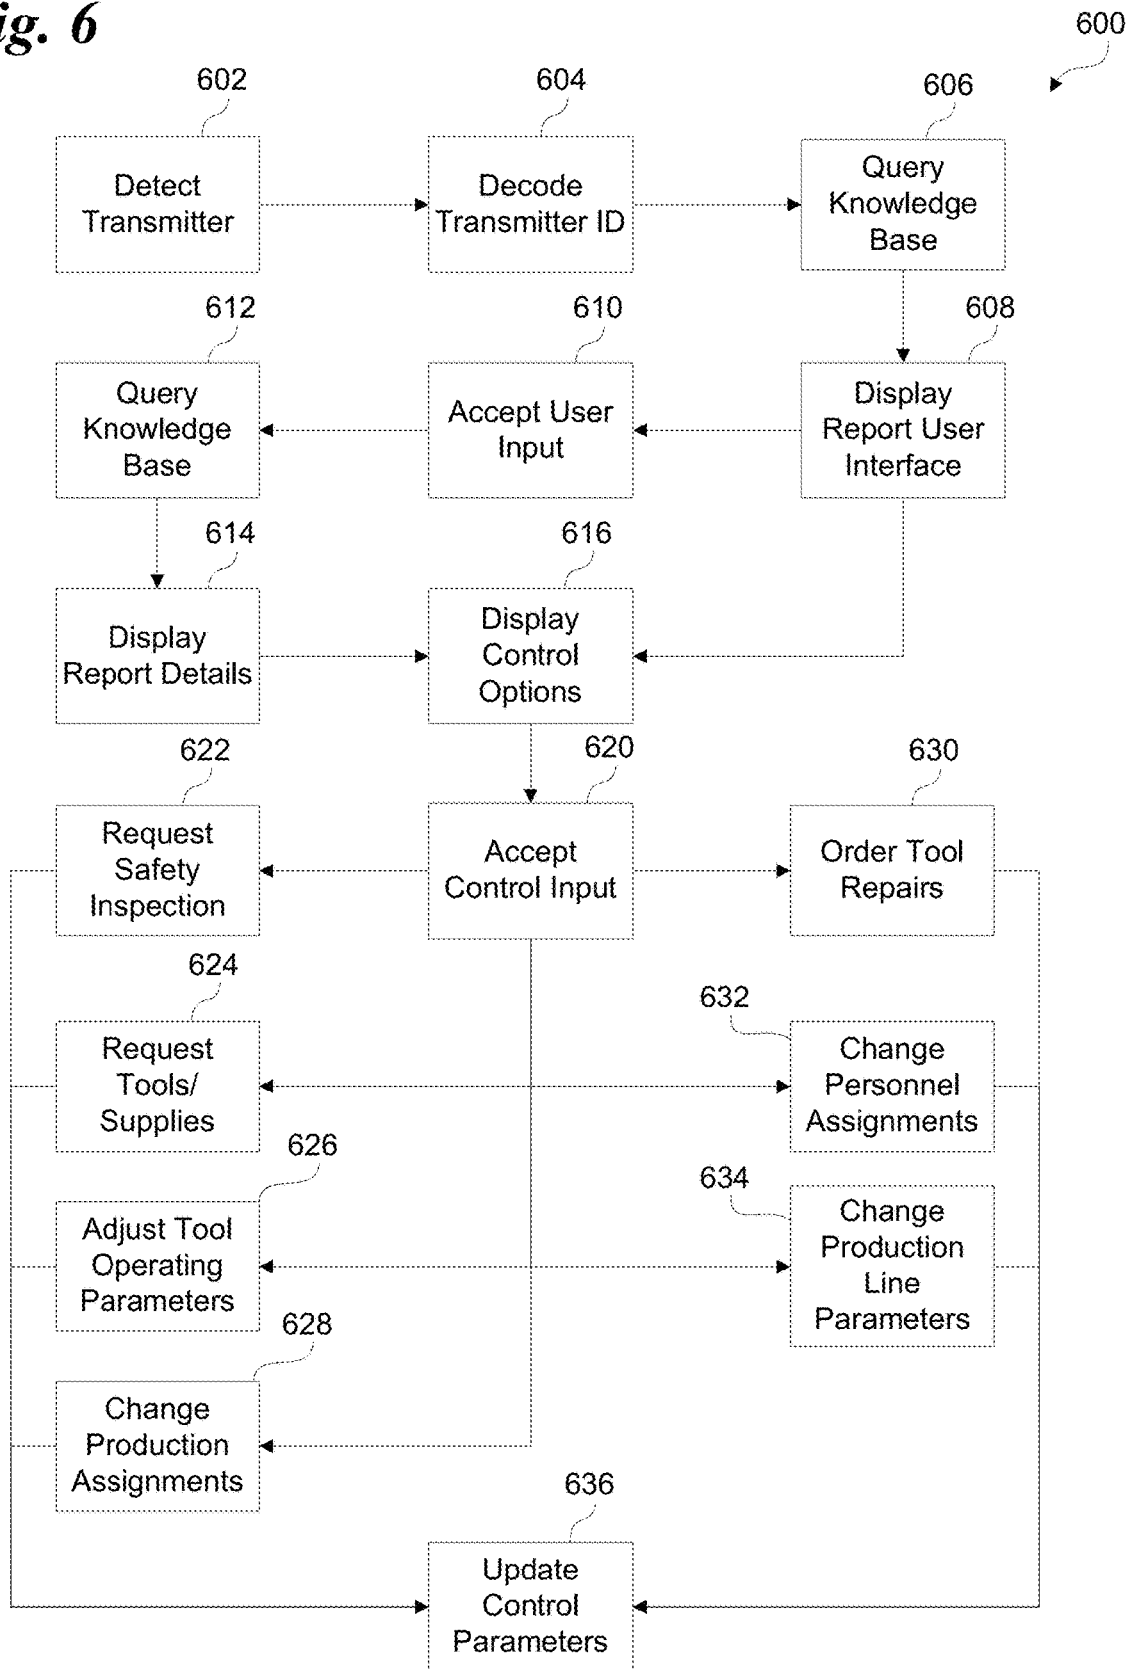 ig. 6
600
602
604
606
Detect
Transmitter
Decode
Transmitter ID
Query
Knowledge
Base
612
610
608
Query
Knowledge
Base
Accept User
Input
Display
Report User
Interface
614
616
Display
Report Details
Display
Control
Options
622
620
630
Request
Safety
Inspection
Accept
Control Input
Order Tool
Repairs
624
632
Request
Tools/
Supplies
Change
Personnel
Assignments
626
634
Adjust Tool
Operating
Parameters
Change
Production
Line
Parameters
628
Change
Production
Assignments
636
Update
Control
Parameters